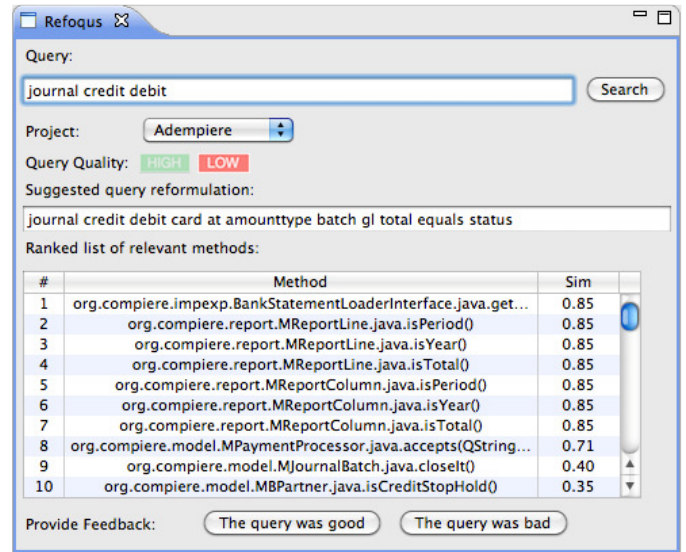 Refoqus
Query:
journal credit debit
Search
Project:
Adempiere
Query Quality: HIGH LOW
Suggested query reformulation:
journal credit debit card at amounttype batch gl total equals status
Ranked list of relevant methods:
# Method Sim
1 org.compiere.impexp.BankStatementLoaderInterface.java.get... 0.85
2 org.compiere.report.MReportLine.java.isPeriod() 0.85
3 org.compiere.report.MReportLine.java.isYear() 0.85
4 org.compiere.report.MReportLine.java.isTotal() 0.85
5 org.compiere.report.MReportColumn.java.isPeriod() 0.85
6 org.compiere.report.MReportColumn.java.isYear() 0.85
7 org.compiere.report.MReportColumn.java.isTotal() 0.85
8 org.compiere.model.MPaymentProcessor.java.accepts(QString... 0.71
9 org.compiere.model.MJournalBatch.java.closeIt() 0.40
10 org.compiere.model.MBPartner.java.isCreditStopHold() 0.35
Provide Feedback: The query was good The query was bad